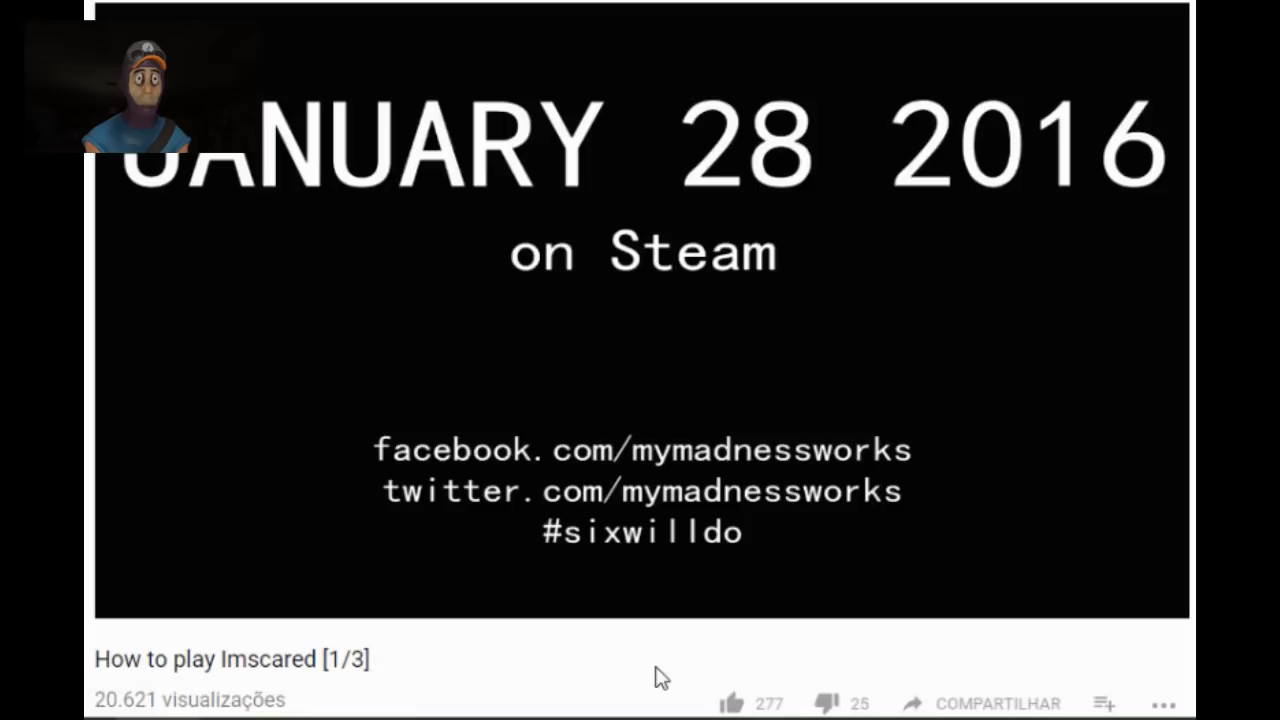 JANUARY 28 2016
on Steam
facebook.com/mymadnessworks
twitter.com/mymadnessworks
#sixwilldo
How to play Imscared [1/3]
20.621 visualizações
277 25 COMPARTILHAR